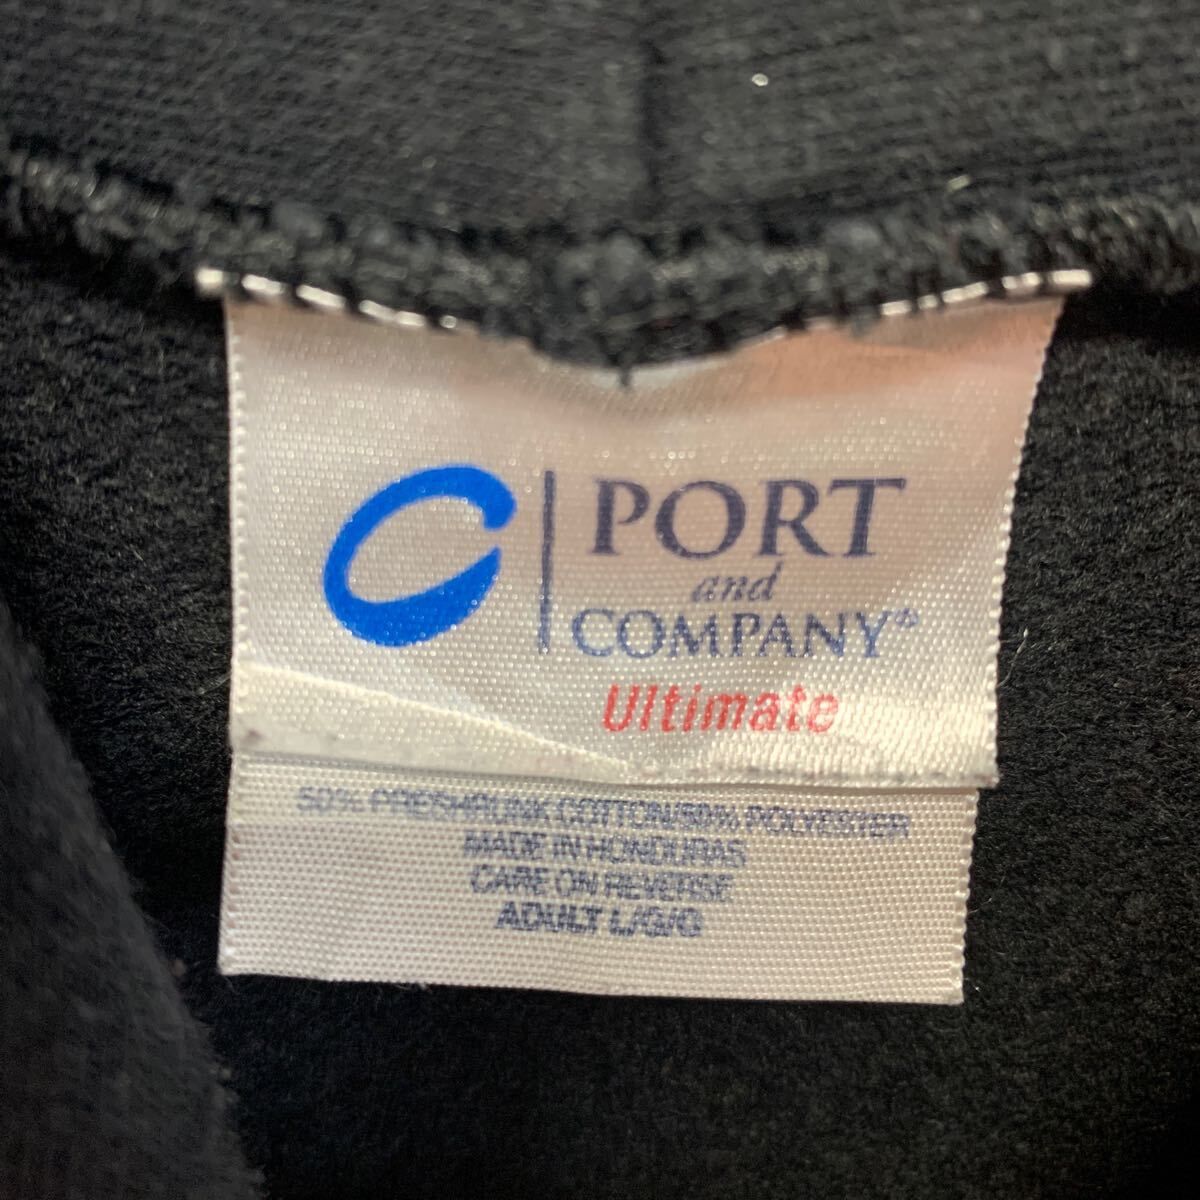 PORT
and
COMPANY®
Ultimate
50% PRESHRUNK COTTON/50% POLYESTER
MADE IN HONDURAS
CARE ON REVERSE
ADULT L/G/G